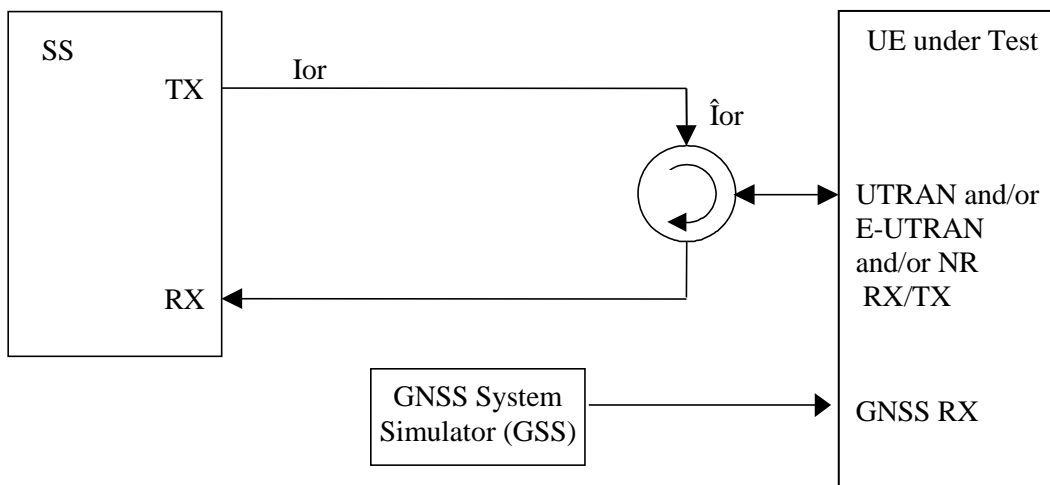 SS
TX
Ior
Îor
RX
UE under Test
UTRAN and/or
E-UTRAN
and/or NR
RX/TX
GNSS System
Simulator (GSS)
GNSS RX